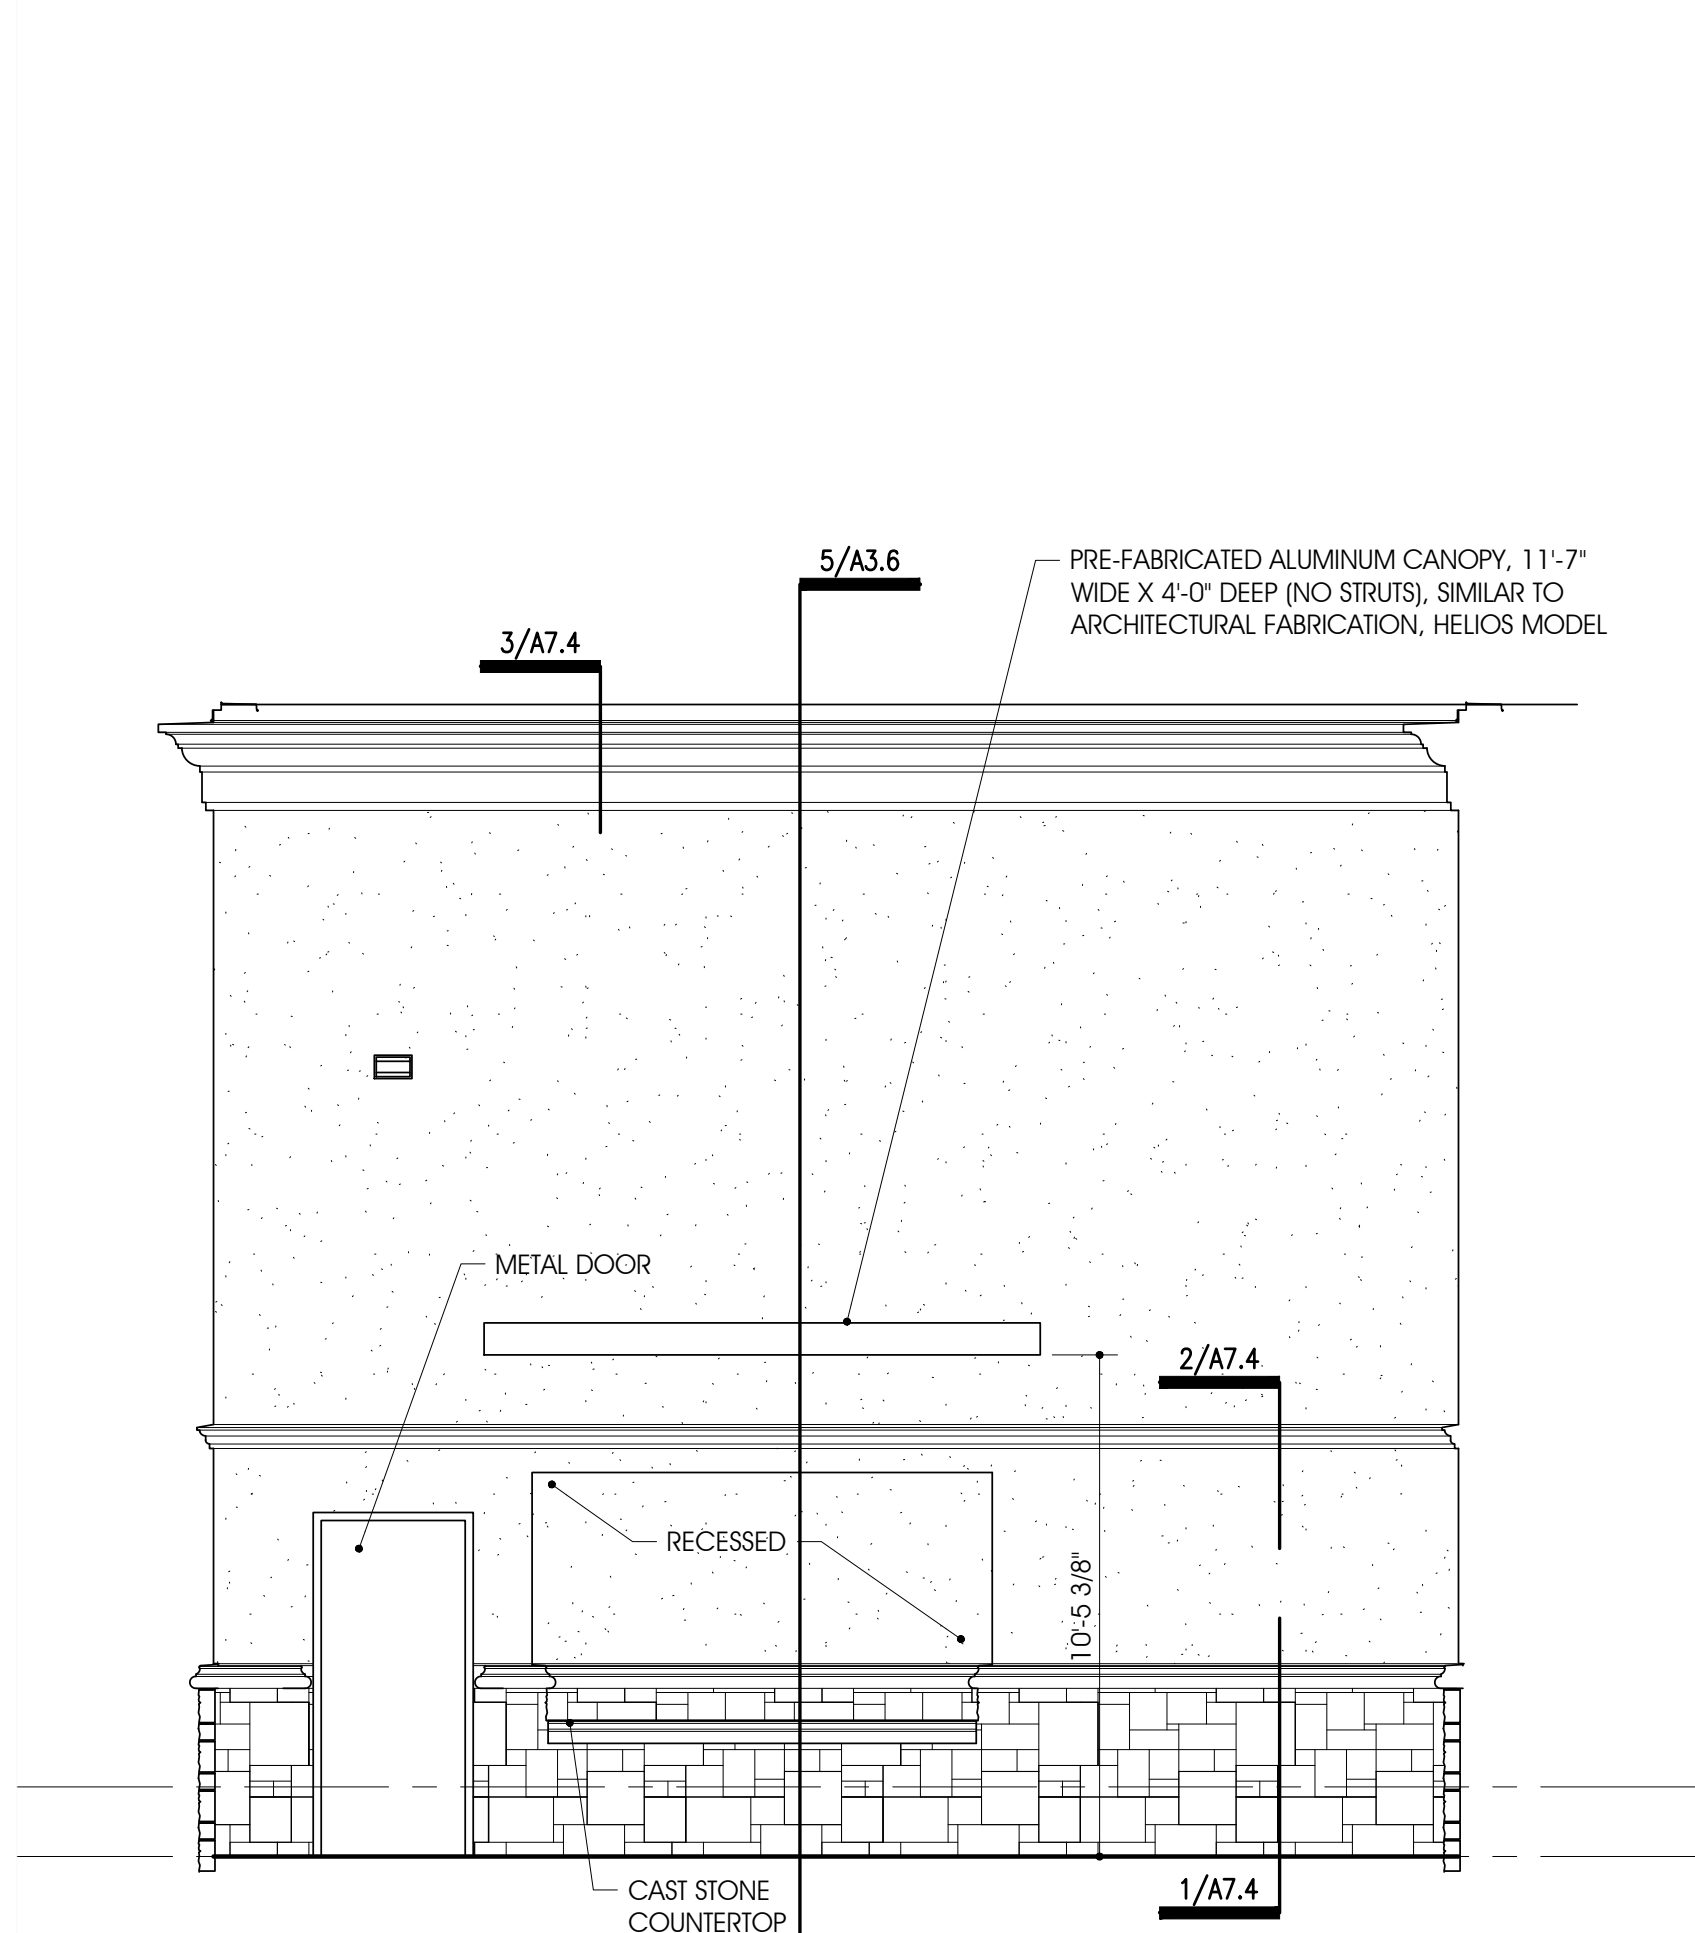 5/A3.6
PRE-FABRICATED ALUMINUM CANOPY, 11'-7"
WIDE X 4'-0" DEEP (NO STRUTS), SIMILAR TO
ARCHITECTURAL FABRICATION, HELIOS MODEL
3/A7.4
METAL DOOR
2/A7.4
RECESSED
10'-5 3/8"
CAST STONE
COUNTERTOP
1/A7.4